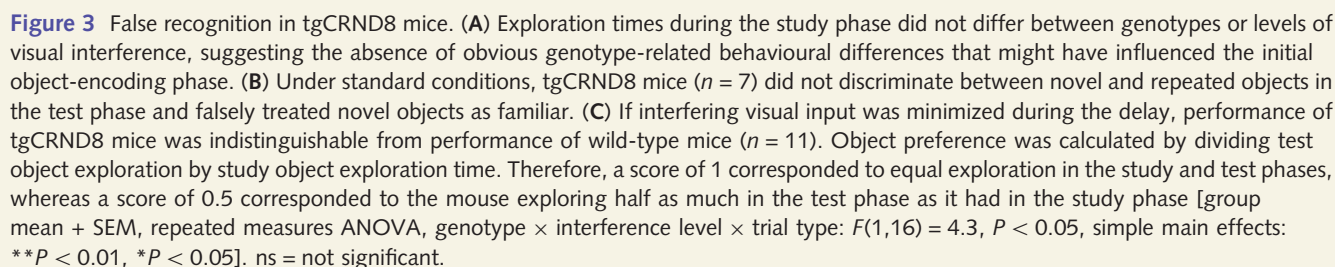 Figure 3 False recognition in tgCRND8 mice. (A) Exploration times during the study phase did not differ between genotypes or levels of
visual interference, suggesting the absence of obvious genotype-related behavioural differences that might have influenced the initial
object-encoding phase. (B) Under standard conditions, tgCRND8 mice (n = 7) did not discriminate between novel and repeated objects in
the test phase and falsely treated novel objects as familiar. (C) If interfering visual input was minimized during the delay, performance of
tgCRND8 mice was indistinguishable from performance of wild-type mice (n = 11). Object preference was calculated by dividing test
object exploration by study object exploration time. Therefore, a score of 1 corresponded to equal exploration in the study and test phases,
whereas a score of 0.5 corresponded to the mouse exploring half as much in the test phase as it had in the study phase [group
mean + SEM, repeated measures ANOVA, genotype × interference level × trial type: F(1,16) = 4.3, P < 0.05, simple main effects:
**P < 0.01, *P < 0.05]. ns = not significant.